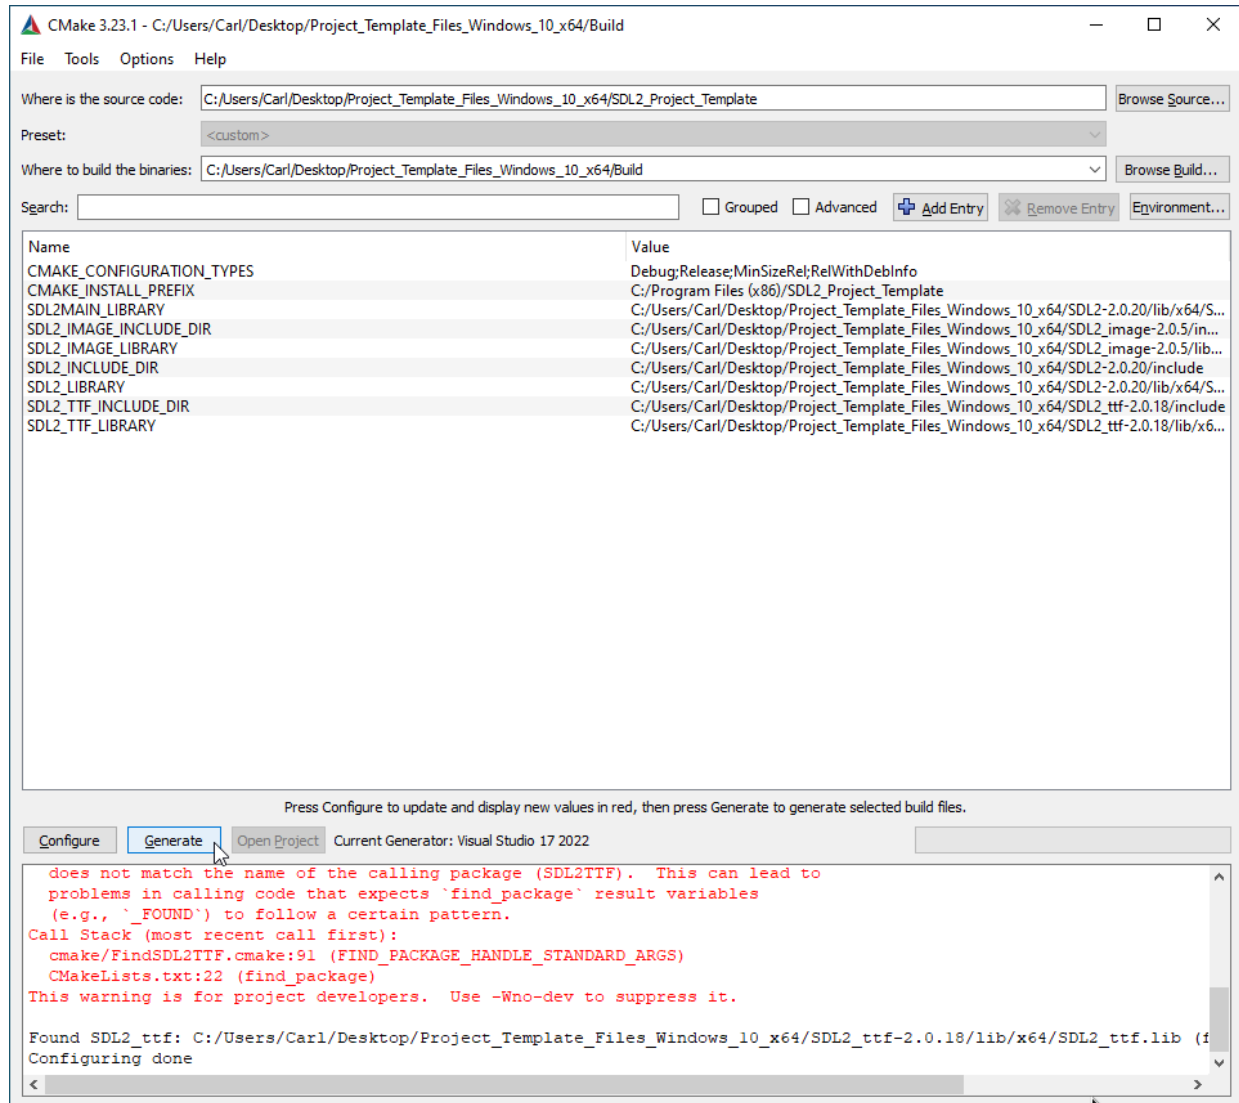 CMake 3.23.1 - C:/Users/Carl/Desktop/Project_Template_Files_Windows_10_x64/Build
File Tools Options Help
Where is the source code: C:/Users/Carl/Desktop/Project_Template_Files_Windows_10_x64/SDL2_Project_Template Browse Source...
Preset: <custom>
Where to build the binaries: C:/Users/Carl/Desktop/Project_Template_Files_Windows_10_x64/Build Browse Build...
Search: Grouped Advanced Add Entry Remove Entry Environment...
Name Value
CMAKE_CONFIGURATION_TYPES Debug;Release;MinSizeRel;RelWithDebInfo
CMAKE_INSTALL_PREFIX C:/Program Files (x86)/SDL2_Project_Template
SDL2MAIN_LIBRARY C:/Users/Carl/Desktop/Project_Template_Files_Windows_10_x64/SDL2-2.0.20/lib/x64/S...
SDL2_IMAGE_INCLUDE_DIR C:/Users/Carl/Desktop/Project_Template_Files_Windows_10_x64/SDL2_image-2.0.5/in...
SDL2_IMAGE_LIBRARY C:/Users/Carl/Desktop/Project_Template_Files_Windows_10_x64/SDL2_image-2.0.5/lib...
SDL2_INCLUDE_DIR C:/Users/Carl/Desktop/Project_Template_Files_Windows_10_x64/SDL2-2.0.20/include
SDL2_LIBRARY C:/Users/Carl/Desktop/Project_Template_Files_Windows_10_x64/SDL2-2.0.20/lib/x64/S...
SDL2_TTF_INCLUDE_DIR C:/Users/Carl/Desktop/Project_Template_Files_Windows_10_x64/SDL2_ttf-2.0.18/include
SDL2_TTF_LIBRARY C:/Users/Carl/Desktop/Project_Template_Files_Windows_10_x64/SDL2_ttf-2.0.18/lib/x6...
Press Configure to update and display new values in red, then press Generate to generate selected build files.
Configure Generate Open Project Current Generator: Visual Studio 17 2022
does not match the name of the calling package (SDL2TTF).  This can lead to
problems in calling code that expects `find_package` result variables
(e.g., `_FOUND`) to follow a certain pattern.
Call Stack (most recent call first):
cmake/FindSDL2TTF.cmake:91 (FIND_PACKAGE_HANDLE_STANDARD_ARGS)
CMakeLists.txt:22 (find_package)
This warning is for project developers.  Use -Wno-dev to suppress it.
Found SDL2_ttf: C:/Users/Carl/Desktop/Project_Template_Files_Windows_10_x64/SDL2_ttf-2.0.18/lib/x64/SDL2_ttf.lib (f
Configuring done